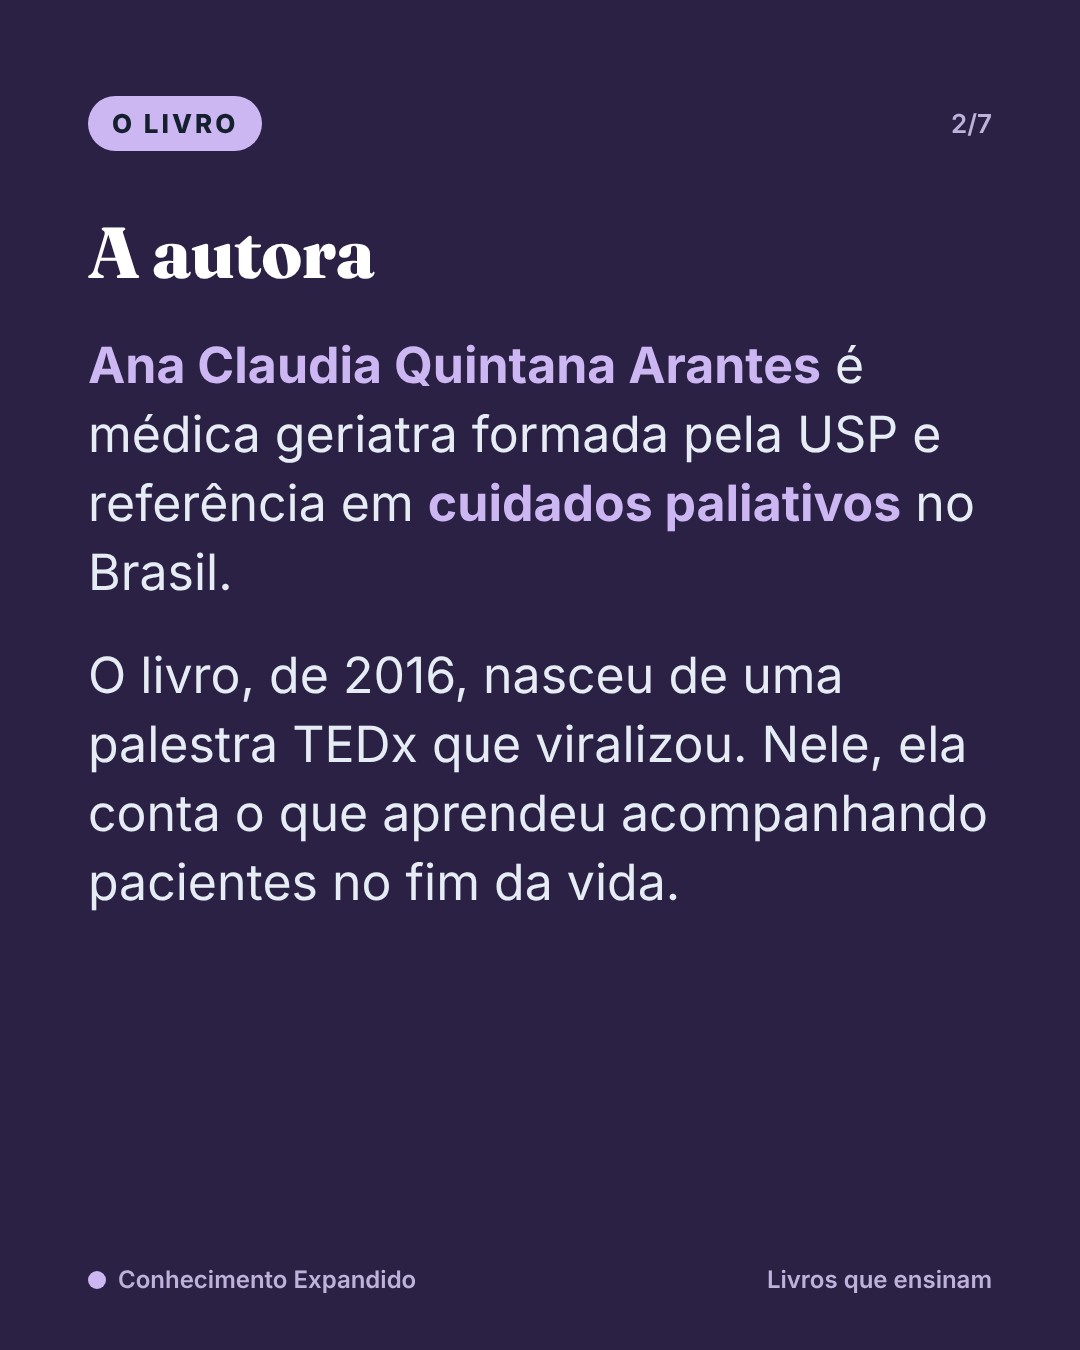 O LIVRO
2/7
A autora
Ana Claudia Quintana Arantes é
médica geriatra formada pela USP e
referência em cuidados paliativos no
Brasil.
O livro, de 2016, nasceu de uma
palestra TEDx que viralizou. Nele, ela
conta o que aprendeu acompanhando
pacientes no fim da vida.
Conhecimento Expandido
Livros que ensinam